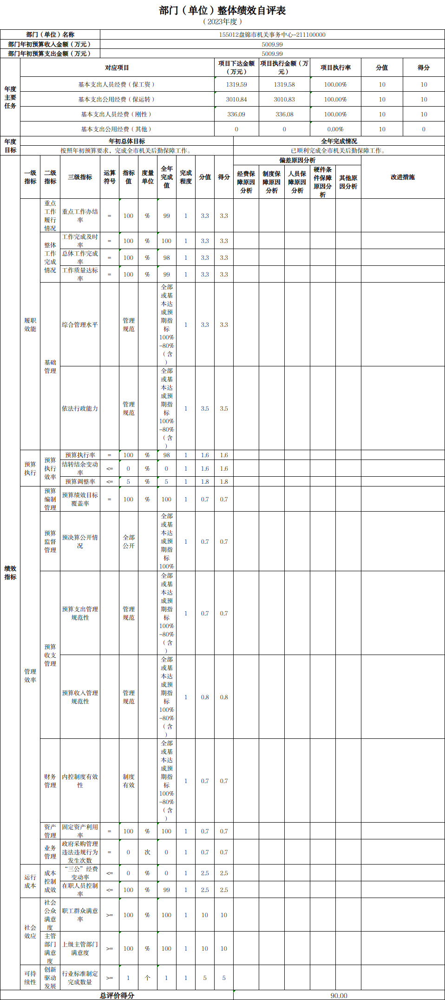 部门（单位）整体绩效自评表
（2023年度）
部门（单位）名称 155012盘锦市机关事务中心-211100000
部门年初预算收入金额（万元） 5009.99
部门年初预算支出金额（万元） 5009.99
年度主要任务 对应项目 项目下达金额（万元） 项目执行金额（万元） 项目执行率 分值 得分
基本支出人员经费（保工资） 1319.59 1319.58 100.00% 10 10
基本支出公用经费（保运转） 3010.84 3010.83 100.00% 10 10
基本支出人员经费（刚性） 336.09 336.08 100.00% 10 10
基本支出公用经费（其他） 0 0 0.00% 10 0
年度目标 年初总体目标 全年完成情况
按照年初预算要求，完成全市机关后勤保障工作。 已顺利完成全市机关后勤保障工作。
绩效指标 一级指标 二级指标 三级指标 运算符号 指标值 度量单位 全年完成值 完成程度 分值 得分 偏差原因分析 改进措施
经费保障原因分析 制度保障原因分析 人员保障原因分析 硬件条件保障原因分析 其他原因分析
履职效能 重点工作履行情况 重点工作办结率 = 100 % 99 1 3.3 3.3
整体工作完成情况 工作完成及时率 = 100 % 100 1 3.3 3.3
总体工作完成率 = 100 % 98 1 3.3 3.3
工作质量达标率 = 100 % 99 1 3.3 3.3
基础管理 综合管理水平 管理规范 全部或基本达成预期指标100%-80%（含） 1 3.3 3.3
依法行政能力 管理规范 全部或基本达成预期指标100%-80%（含） 1 3.5 3.5
预算执行 预算执行效率 预算执行率 = 100 % 98 1 1.6 1.6
结转结余变动率 <= 0 % 0 1 1.6 1.6
预算调整率 <= 5 % 5 1 1.8 1.8
管理效率 预算编制管理 预算绩效目标覆盖率 = 100 % 100 1 0.7 0.7
预算监督管理 预决算公开情况 全部公开 全部或基本达成预期指标100% 1 0.7 0.7
预算收支管理 预算支出管理规范性 管理规范 全部或基本达成预期指标100%-80%（含） 1 0.7 0.7
预算收入管理规范性 管理规范 全部或基本达成预期指标100%-80%（含） 1 0.8 0.8
财务管理 内控制度有效性 制度有效 全部或基本达成预期指标100%-80%（含） 1 0.7 0.7
资产管理 固定资产利用率 = 100 % 100 1 0.7 0.7
业务管理 政府采购管理违法违规行为发生次数 = 0 次 0 1 0.7 0.7
运行成本 成本控制成效 “三公”经费变动率 <= 0 % 0 1 2.5 2.5
在职人员控制率 <= 100 % 99 1 2.5 2.5
社会效应 社会公众满意度 职工群众满意率 >= 100 % 100 1 10 10
主管部门满意度 上级主管部门满意度 >= 100 % 100 1 10 10
可持续性 创新驱动发展 行业标准制定完成数量 >= 1 个 1 1 5 5
总评价得分 90.00